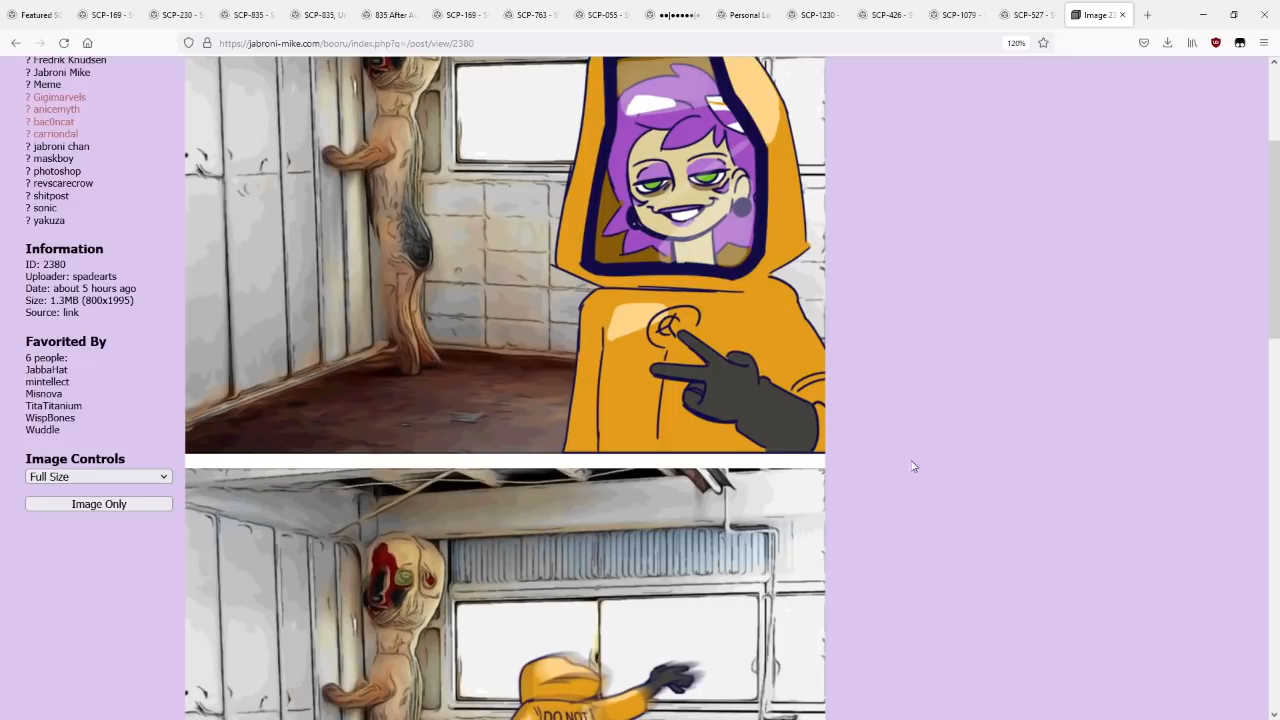 Featured SC
SCP-230 - S
SCP-835 - S
SCP-835, Un
835 After Ac
SCP-169 - S
SCP-763 - S
SCP-055 - S
Personal Lo
SCP-1230 -
SCP-426 - S
SCP-3079 -
SCP-527 - S
Image 23
https://jabroni-mike.com/booru/index.php?q=/post/view/2380
120%
? Fredrik Knudsen
? Jabroni Mike
? Meme
? Gigimarvels
? anicemyth
? bac0ncat
? carriondal
? jabroni chan
? maskboy
? photoshop
? revscarecrow
? shitpost
? sonic
? yakuza
Information
ID: 2380
Uploader: spadearts
Date: about 5 hours ago
Size: 1.3MB (800x1995)
Source: link
Favorited By
6 people:
JabbaHat
mintellect
Misnova
TitaTitanium
WispBones
Wuddle
Image Controls
Full Size
Image Only
DO NOT